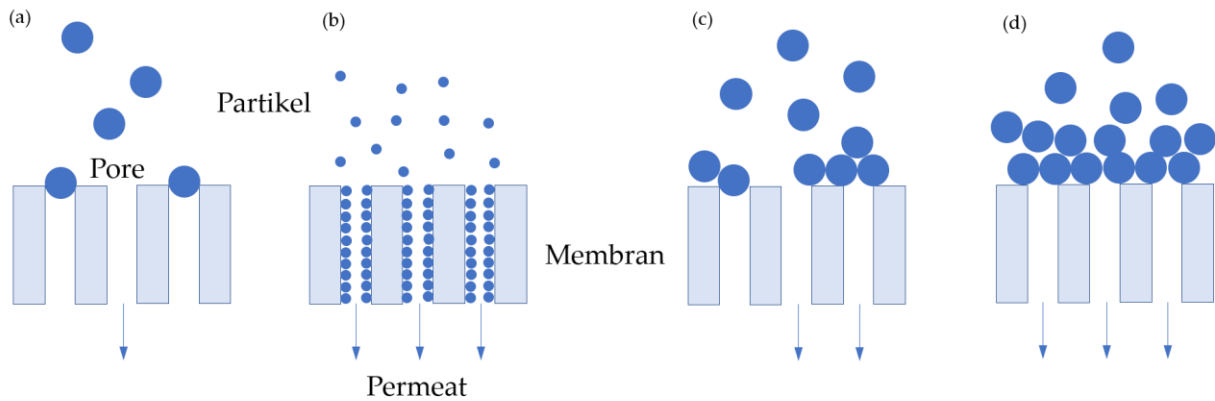 (a)
(b)
(c)
(d)
Partikel
Pore
Membran
Permeat